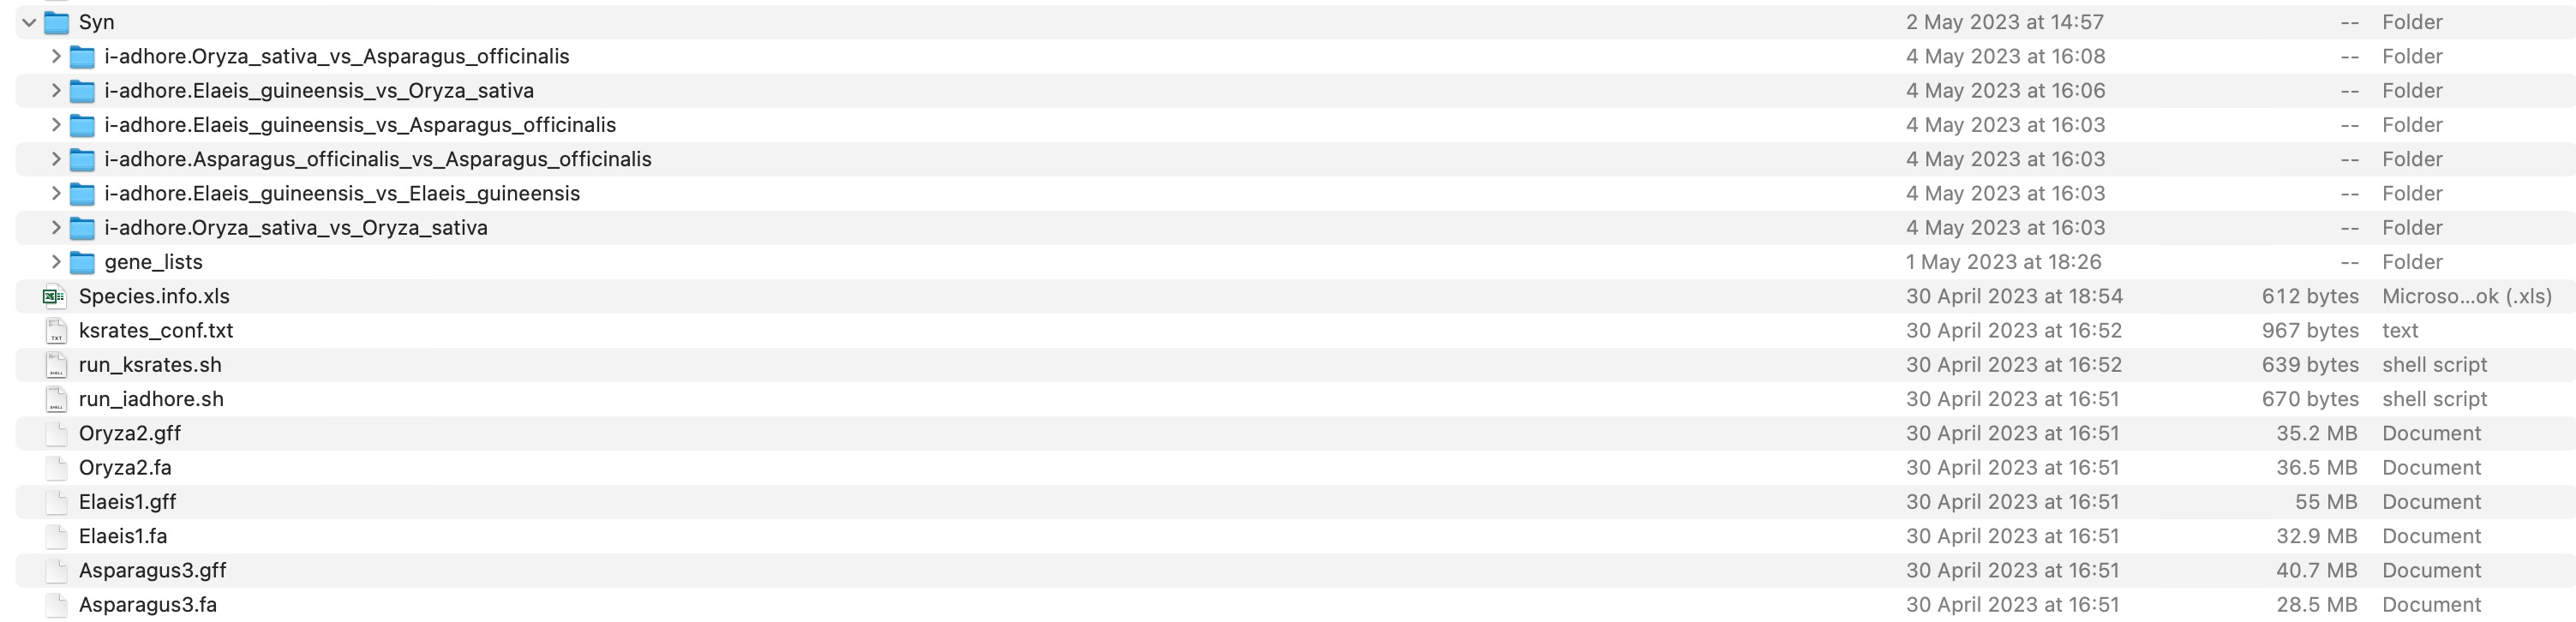 Syn 2 May 2023 at 14:57 -- Folder
i-adhore.Oryza_sativa_vs_Asparagus_officinalis 4 May 2023 at 16:08 -- Folder
i-adhore.Elaeis_guineensis_vs_Oryza_sativa 4 May 2023 at 16:06 -- Folder
i-adhore.Elaeis_guineensis_vs_Asparagus_officinalis 4 May 2023 at 16:03 -- Folder
i-adhore.Asparagus_officinalis_vs_Asparagus_officinalis 4 May 2023 at 16:03 -- Folder
i-adhore.Elaeis_guineensis_vs_Elaeis_guineensis 4 May 2023 at 16:03 -- Folder
i-adhore.Oryza_sativa_vs_Oryza_sativa 4 May 2023 at 16:03 -- Folder
gene_lists 1 May 2023 at 18:26 -- Folder
Species.info.xls 30 April 2023 at 18:54 612 bytes Microso...ok (.xls)
ksrates_conf.txt 30 April 2023 at 16:52 967 bytes text
run_ksrates.sh 30 April 2023 at 16:52 639 bytes shell script
run_iadhore.sh 30 April 2023 at 16:51 670 bytes shell script
Oryza2.gff 30 April 2023 at 16:51 35.2 MB Document
Oryza2.fa 30 April 2023 at 16:51 36.5 MB Document
Elaeis1.gff 30 April 2023 at 16:51 55 MB Document
Elaeis1.fa 30 April 2023 at 16:51 32.9 MB Document
Asparagus3.gff 30 April 2023 at 16:51 40.7 MB Document
Asparagus3.fa 30 April 2023 at 16:51 28.5 MB Document